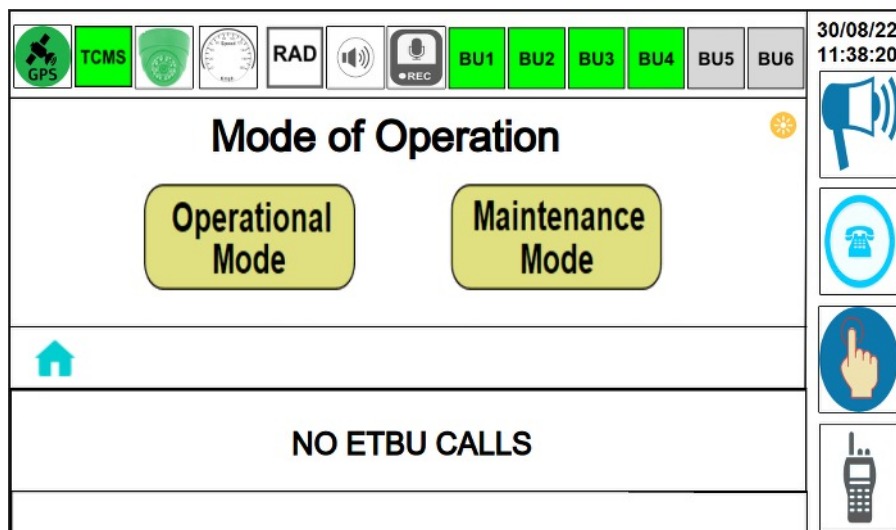 GPS
TCMS
Speed
RAD
REC
BU1
BU2
BU3
BU4
BU5
BU6
30/08/22
11:38:20
Mode of Operation
Operational
Mode
Maintenance
Mode
NO ETBU CALLS